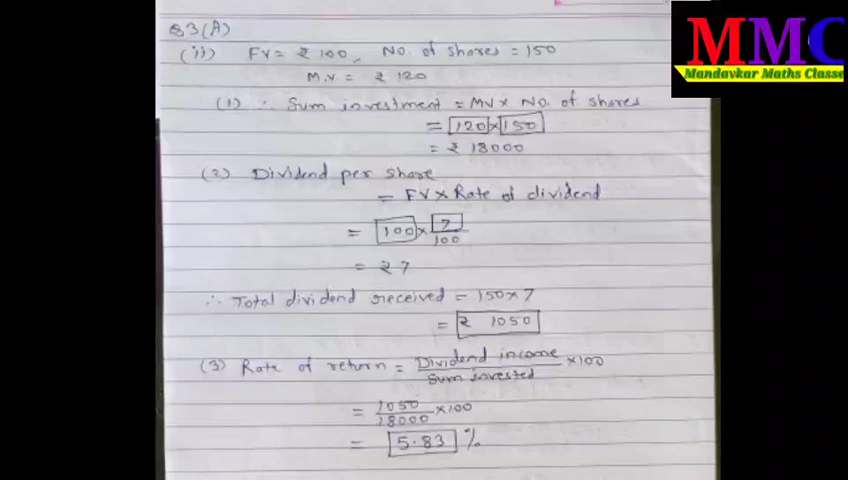 MMC
Mandavkar Maths Classe
Q3(A)
(ii) FV = ₹ 100, No. of shares = 150
M.V = ₹ 120
(1) ∴ Sum investment = MV × No. of shares
= 120 × 150
= ₹ 18000
(2) Dividend per share
= FV × Rate of dividend
= 100 × 7/100
= ₹ 7
∴ Total dividend received = 150 × 7
= ₹ 1050
(3) Rate of return = Dividend income / Sum invested × 100
= 1050/18000 × 100
= 5.83 %